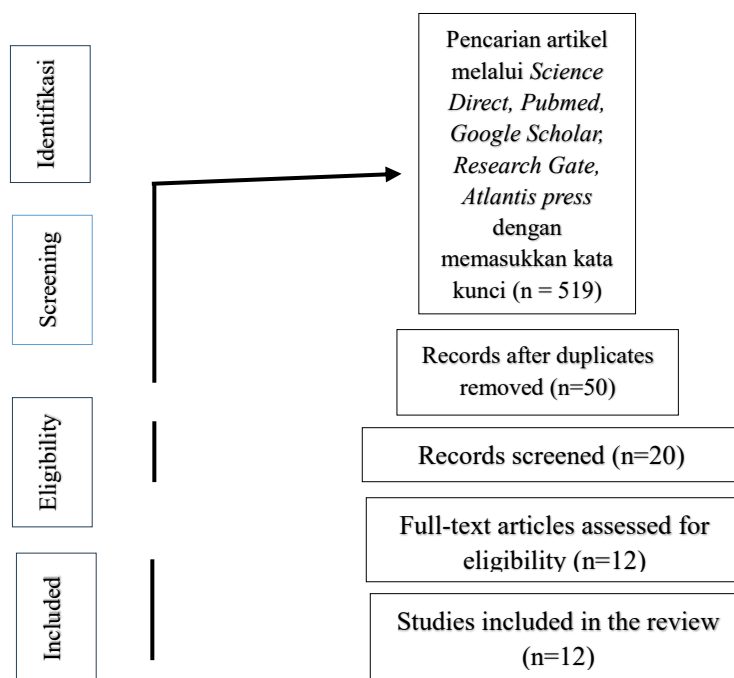 Identifikasi
Screening
Eligibility
Included
Pencarian artikel
melalui Science
Direct, Pubmed,
Google Scholar,
Research Gate,
Atlantis press
dengan
memasukkan kata
kunci (n = 519)
Records after duplicates
removed (n=50)
Records screened (n=20)
Full-text articles assessed for
eligibility (n=12)
Studies included in the review
(n=12)